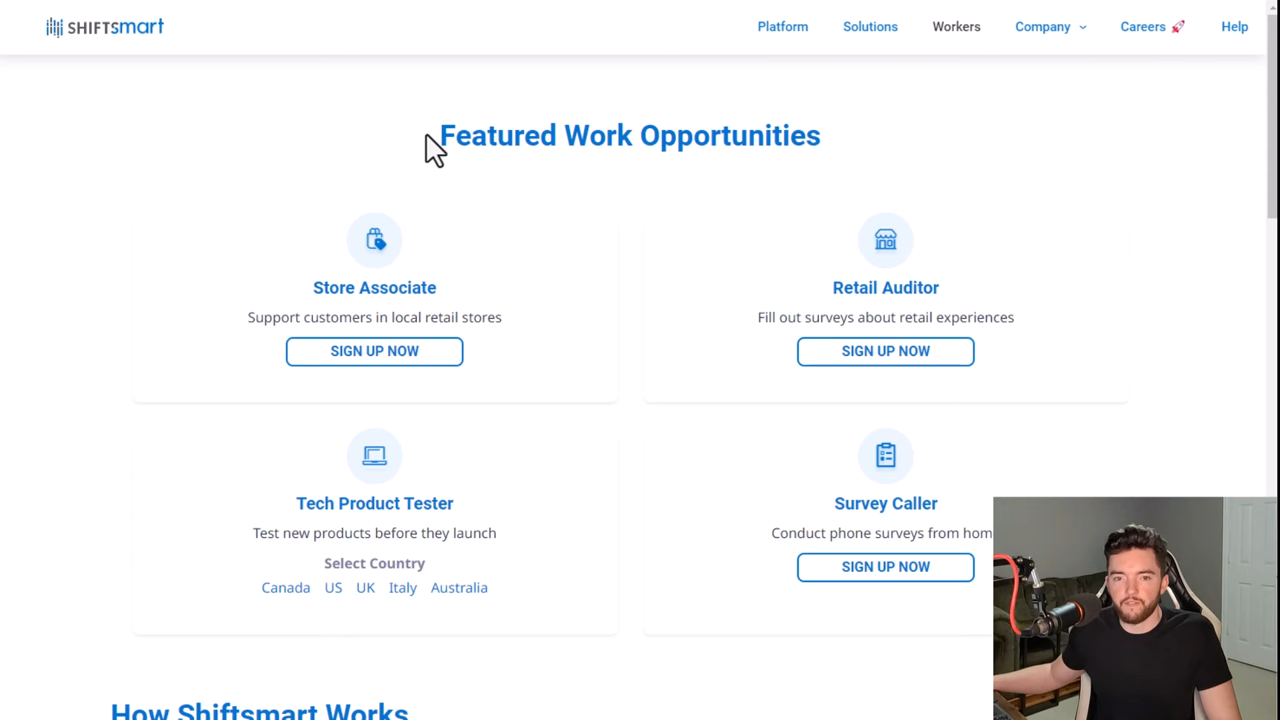 SHIFTsmart
Platform
Solutions
Workers
Company
Careers 🚀
Help
Featured Work Opportunities
Store Associate
Support customers in local retail stores
SIGN UP NOW
Retail Auditor
Fill out surveys about retail experiences
SIGN UP NOW
Tech Product Tester
Test new products before they launch
Select Country
Canada US UK Italy Australia
Survey Caller
Conduct phone surveys from hom
SIGN UP NOW
How Shiftsmart Works